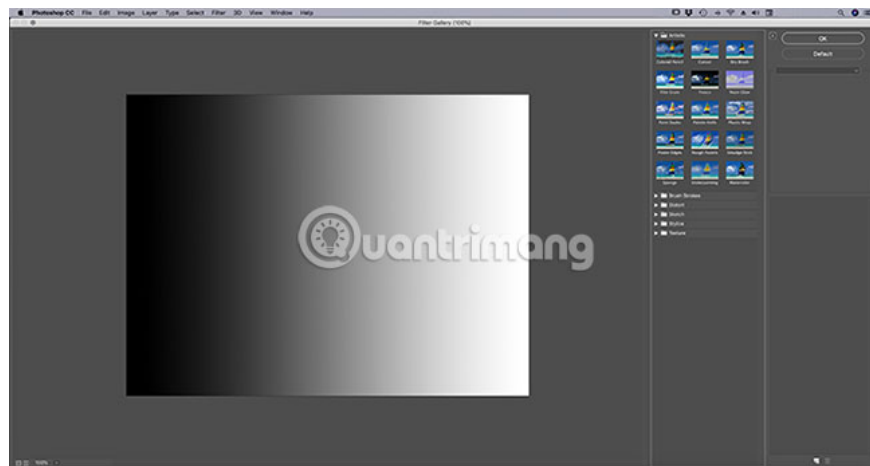 Photoshop CC File Edit Image Layer Type Select Filter 3D View Window Help
Filter Gallery (100%)
Artistic
Colored Pencil Cutout Dry Brush
Film Grain Fresco Neon Glow
Paint Daubs Palette Knife Plastic Wrap
Poster Edges Rough Pastels Smudge Stick
Sponge Underpainting Watercolor
Brush Strokes
Distort
Sketch
Stylize
Texture
OK
Default
Quantrimang
100%